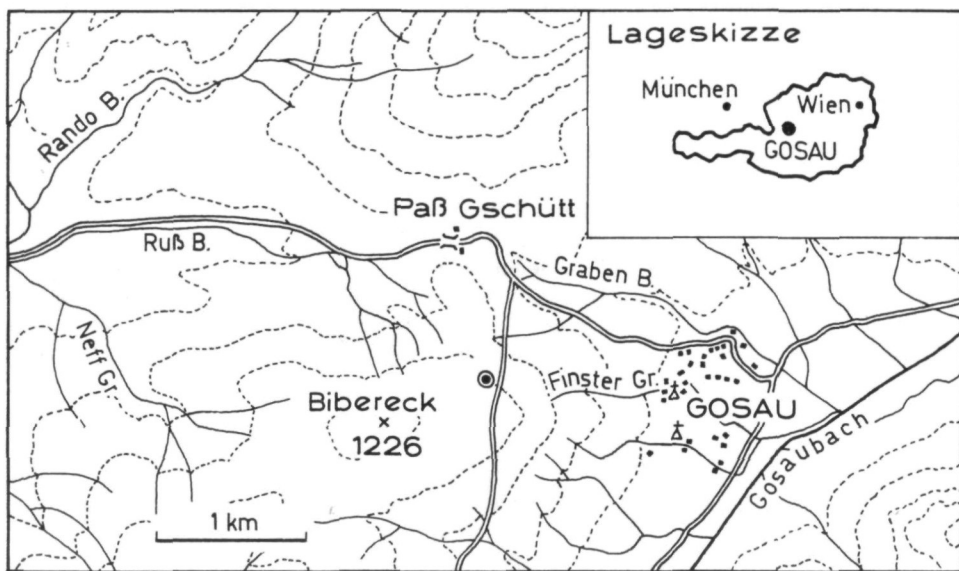 Lageskizze
München
Wien
GOSAU
Rando B.
Paß Gschütt
Ruß B.
Graben B.
Neff Gr.
Finster Gr.
Bibereck
1226
GOSAU
Gosaubach
1 km